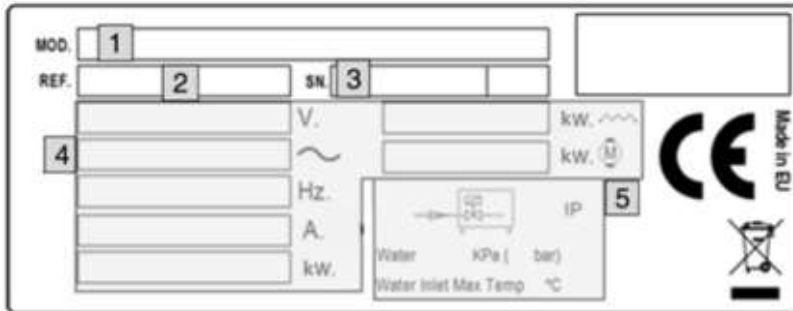 MOD. 1
REF. 2 SN. 3
V. kw.
4 kw. M
Hz. 5 IP
A.
kw.
Water KPa ( bar)
Water Inlet Max Temp °C
CE
Made in EU